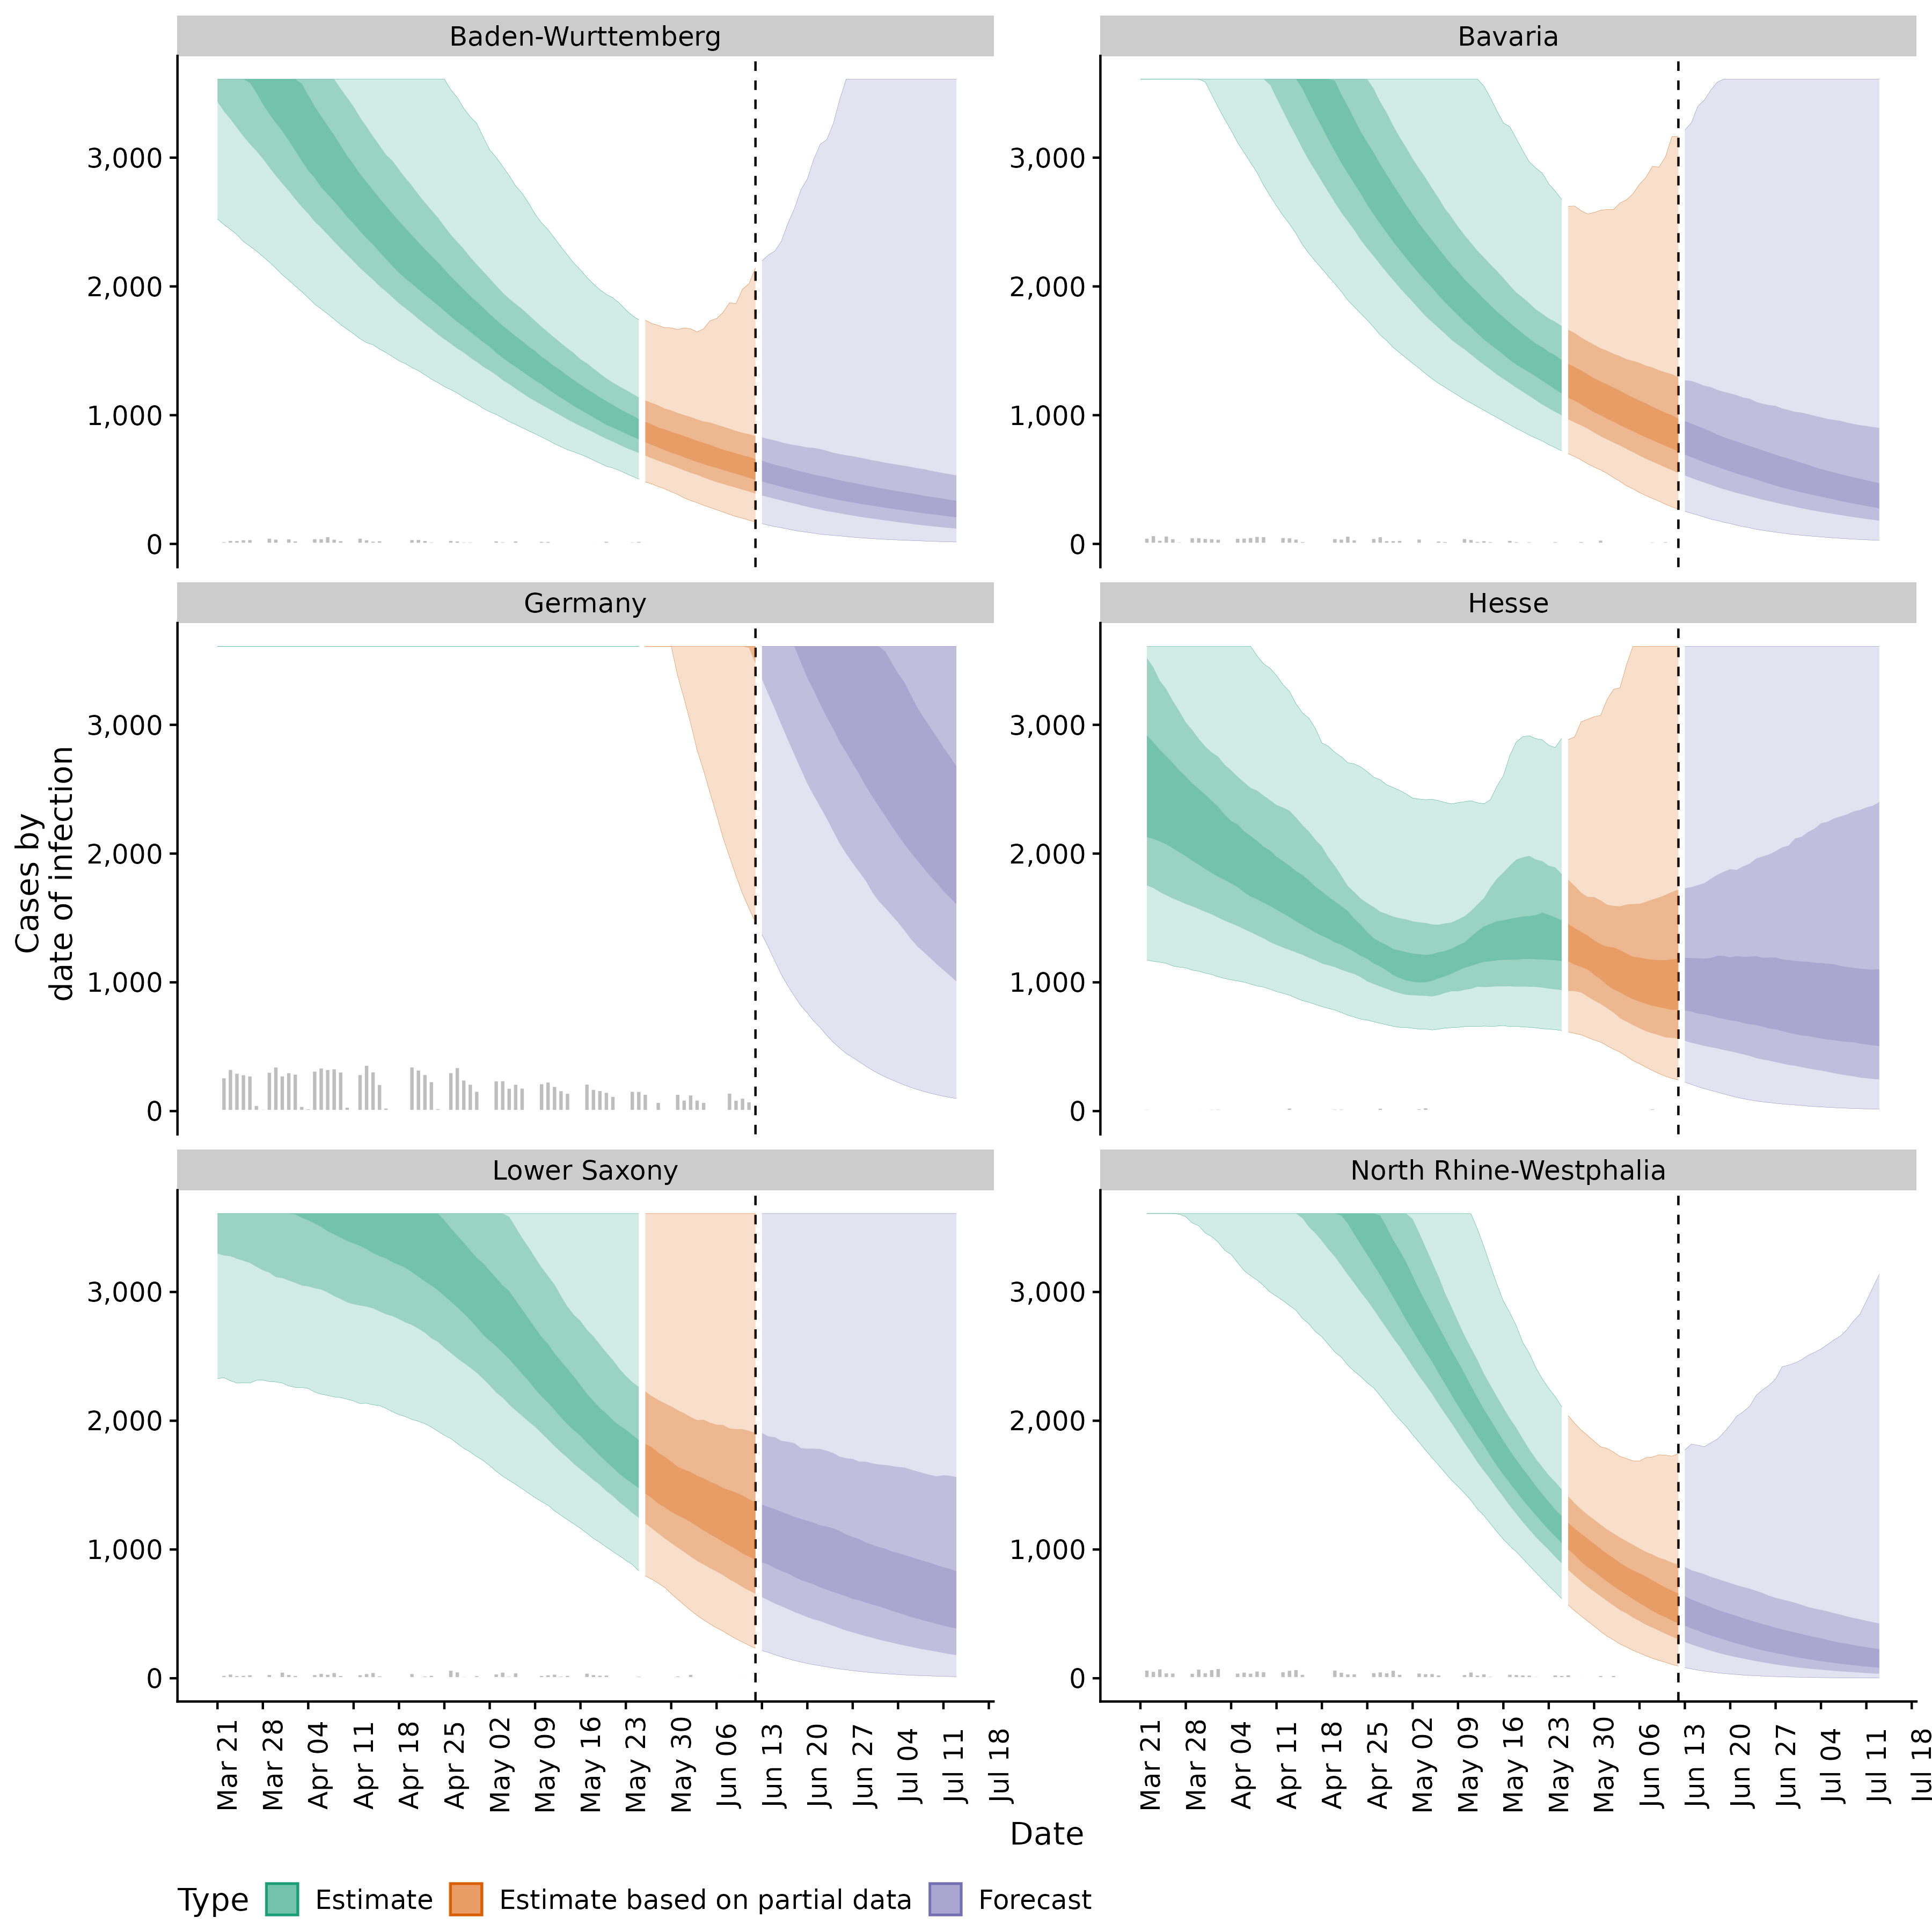 Baden-Wurttemberg
Bavaria
3,000
2,000
1,000
0
3,000
2,000
1,000
0
Germany
Hesse
3,000
2,000
1,000
0
3,000
2,000
1,000
0
Lower Saxony
North Rhine-Westphalia
3,000
2,000
1,000
0
3,000
2,000
1,000
0
Cases by
date of infection
Mar 21
Mar 28
Apr 04
Apr 11
Apr 18
Apr 25
May 02
May 09
May 16
May 23
May 30
Jun 06
Jun 13
Jun 20
Jun 27
Jul 04
Jul 11
Jul 18
Mar 21
Mar 28
Apr 04
Apr 11
Apr 18
Apr 25
May 02
May 09
May 16
May 23
May 30
Jun 06
Jun 13
Jun 20
Jun 27
Jul 04
Jul 11
Jul 18
Date
Type Estimate Estimate based on partial data Forecast